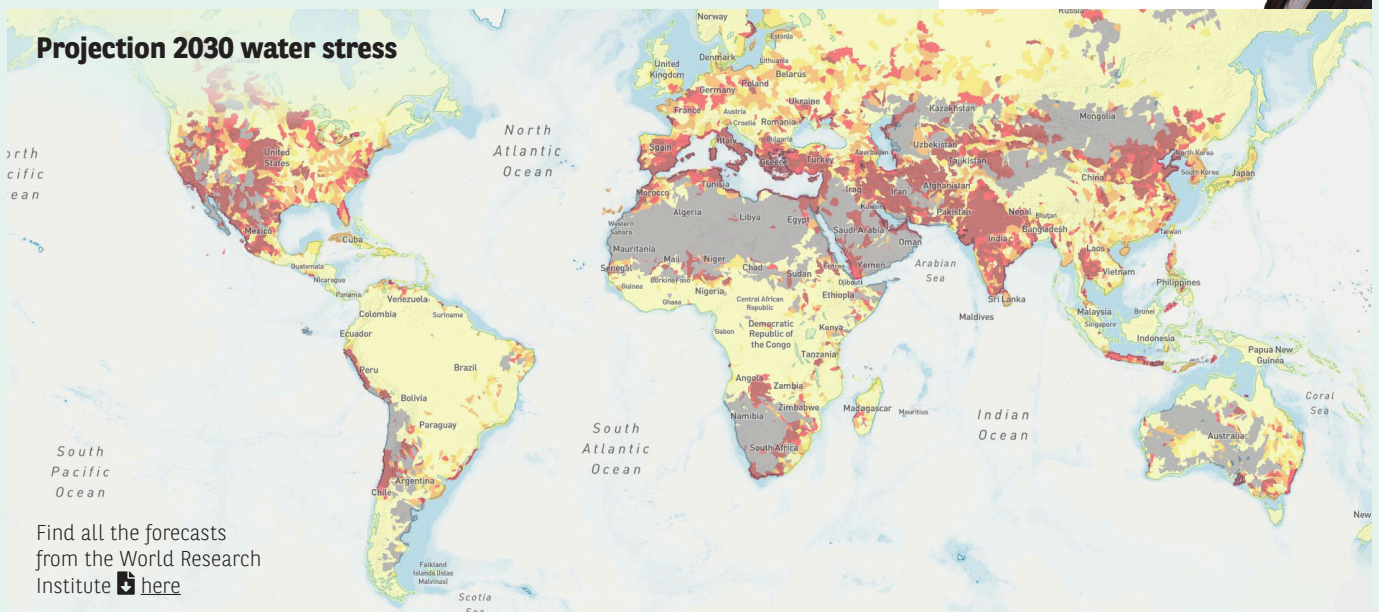 Projection 2030 water stress
Norway
Russia
Canada
Estonia
United
Kingdom
Denmark
Lithuania
Belarus
Poland
Germany
Ukraine
France
Austria
Croatia
Romania
Kazakhstan
Mongolia
North
Atlantic
Ocean
orth
cific
ean
United
States
Spain
Italy
Bulgaria
Greece
Turkey
Azerbaijan
Uzbekistan
Tajikistan
North Korea
South Korea
Japan
China
Morocco
Tunisia
Iraq
Iran
Afghanistan
Kuwait
Pakistan
Nepal
Bhutan
Bangladesh
Taiwan
Algeria
Libya
Egypt
Western
Sahara
Saudi Arabia
Oman
India
Laos
Mexico
Cuba
Mauritania
Mali
Niger
Chad
Sudan
Eritrea
Yemen
Arabian
Sea
Vietnam
Philippines
Guatemala
Nicaragua
Panama
Venezuela
Senegal
Guinea
Burkina Faso
Ghana
Nigeria
Central African
Republic
Djibouti
Ethiopia
Sri Lanka
Maldives
Malaysia
Singapore
Brunei
Colombia
Suriname
Ecuador
Gabon
Democratic
Republic of
the Congo
Kenya
Tanzania
Indonesia
Papua New
Guinea
Peru
Brazil
Bolivia
Paraguay
Angola
Zambia
Zimbabwe
Namibia
Madagascar
Mauritius
Indian
Ocean
Coral
Sea
Australia
South
Pacific
Ocean
South
Atlantic
Ocean
South Africa
Argentina
Chile
New
Find all the forecasts
from the World Research
Institute here
Falkland
Islands (Islas
Malvinas)
Scotia
Sea